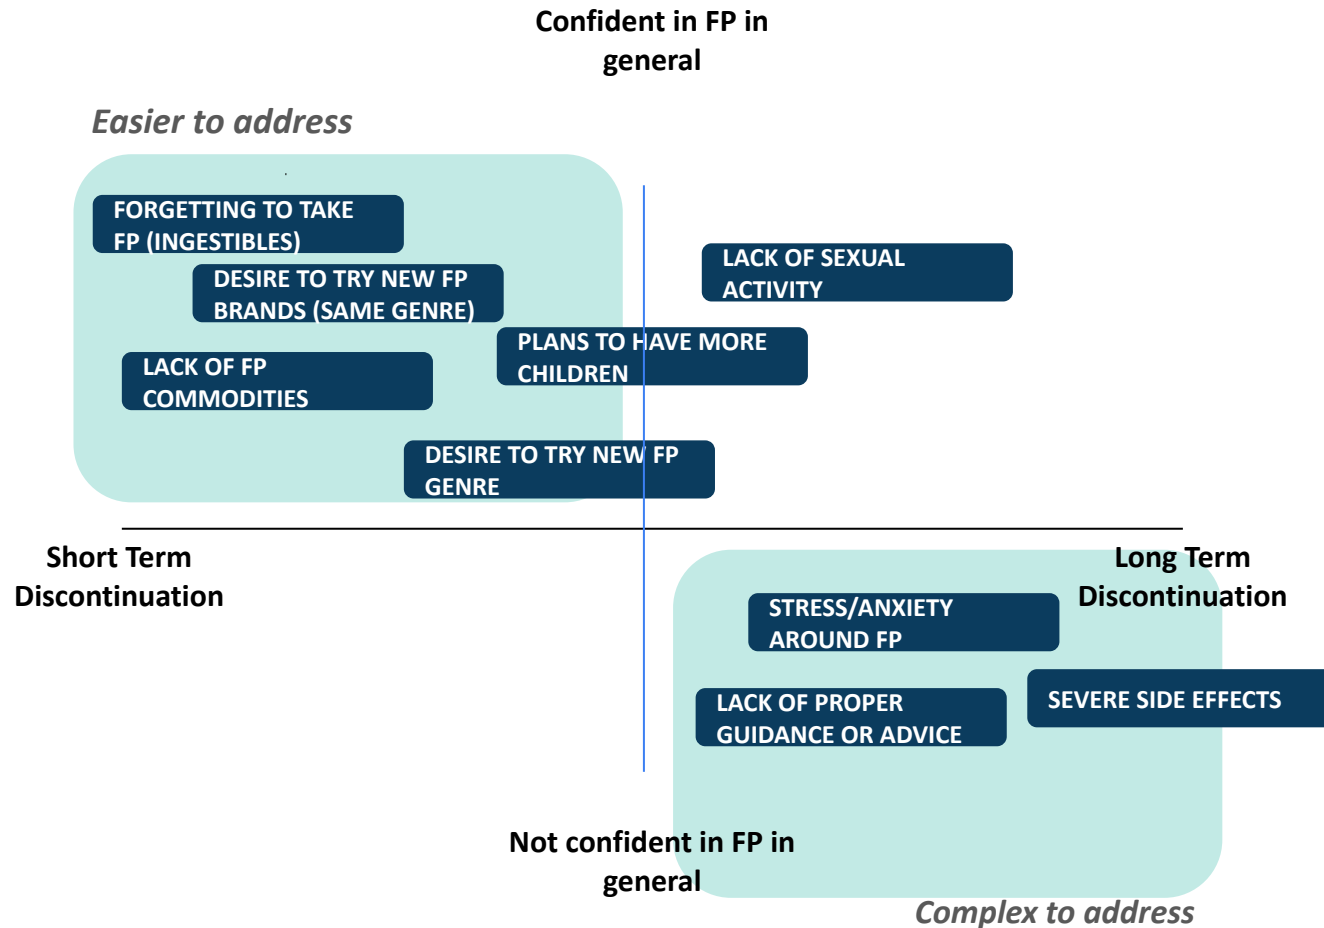 Confident in FP in
general
Easier to address
FORGETTING TO TAKE
FP (INGESTIBLES)
DESIRE TO TRY NEW FP
BRANDS (SAME GENRE)
LACK OF SEXUAL
ACTIVITY
PLANS TO HAVE MORE
CHILDREN
LACK OF FP
COMMODITIES
DESIRE TO TRY NEW FP
GENRE
Short Term
Discontinuation
Long Term
Discontinuation
STRESS/ANXIETY
AROUND FP
LACK OF PROPER
GUIDANCE OR ADVICE
SEVERE SIDE EFFECTS
Not confident in FP in
general
Complex to address